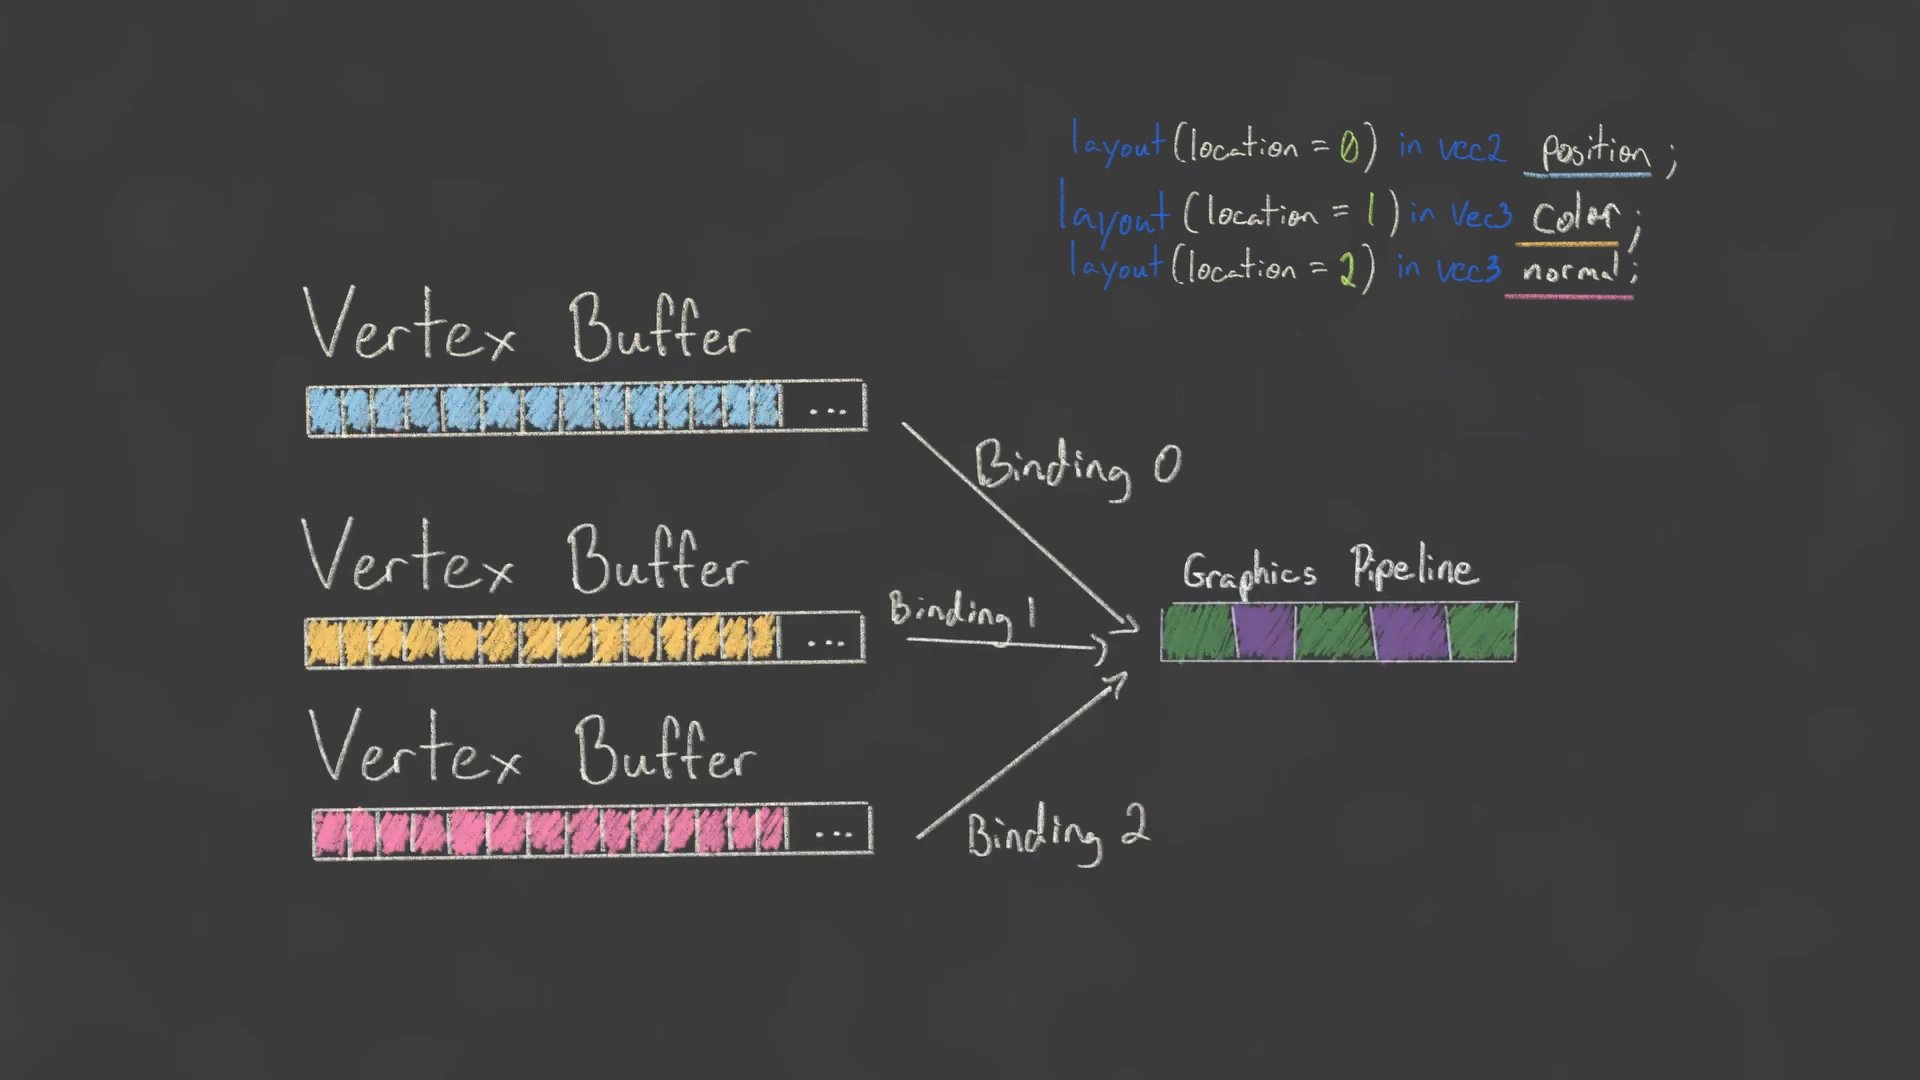 layout (location = 0) in vec2 position ;
layout (location = 1) in vec3 color ;
layout (location = 2) in vec3 normal ;
Vertex Buffer
...
Binding 0
Vertex Buffer
...
Binding 1
Graphics Pipeline
Vertex Buffer
...
Binding 2